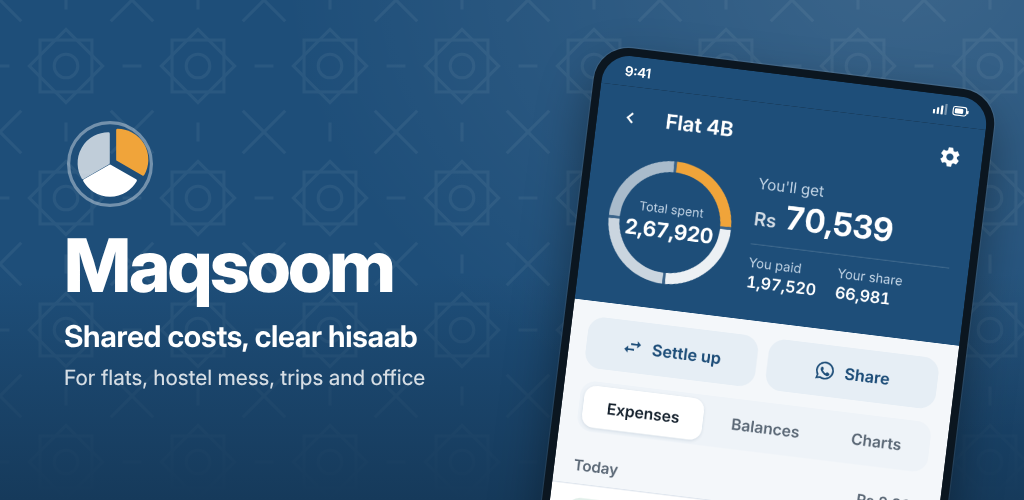 Maqsoom
Shared costs, clear hisaab
For flats, hostel mess, trips and office
9:41
Flat 4B
Total spent
2,67,920
You'll get
Rs 70,539
You paid
1,97,520
Your share
66,981
Settle up
Share
Expenses
Balances
Charts
Today